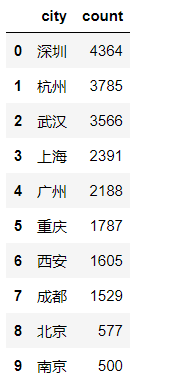 city count
0 深圳 4364
1 杭州 3785
2 武汉 3566
3 上海 2391
4 广州 2188
5 重庆 1787
6 西安 1605
7 成都 1529
8 北京 577
9 南京 500